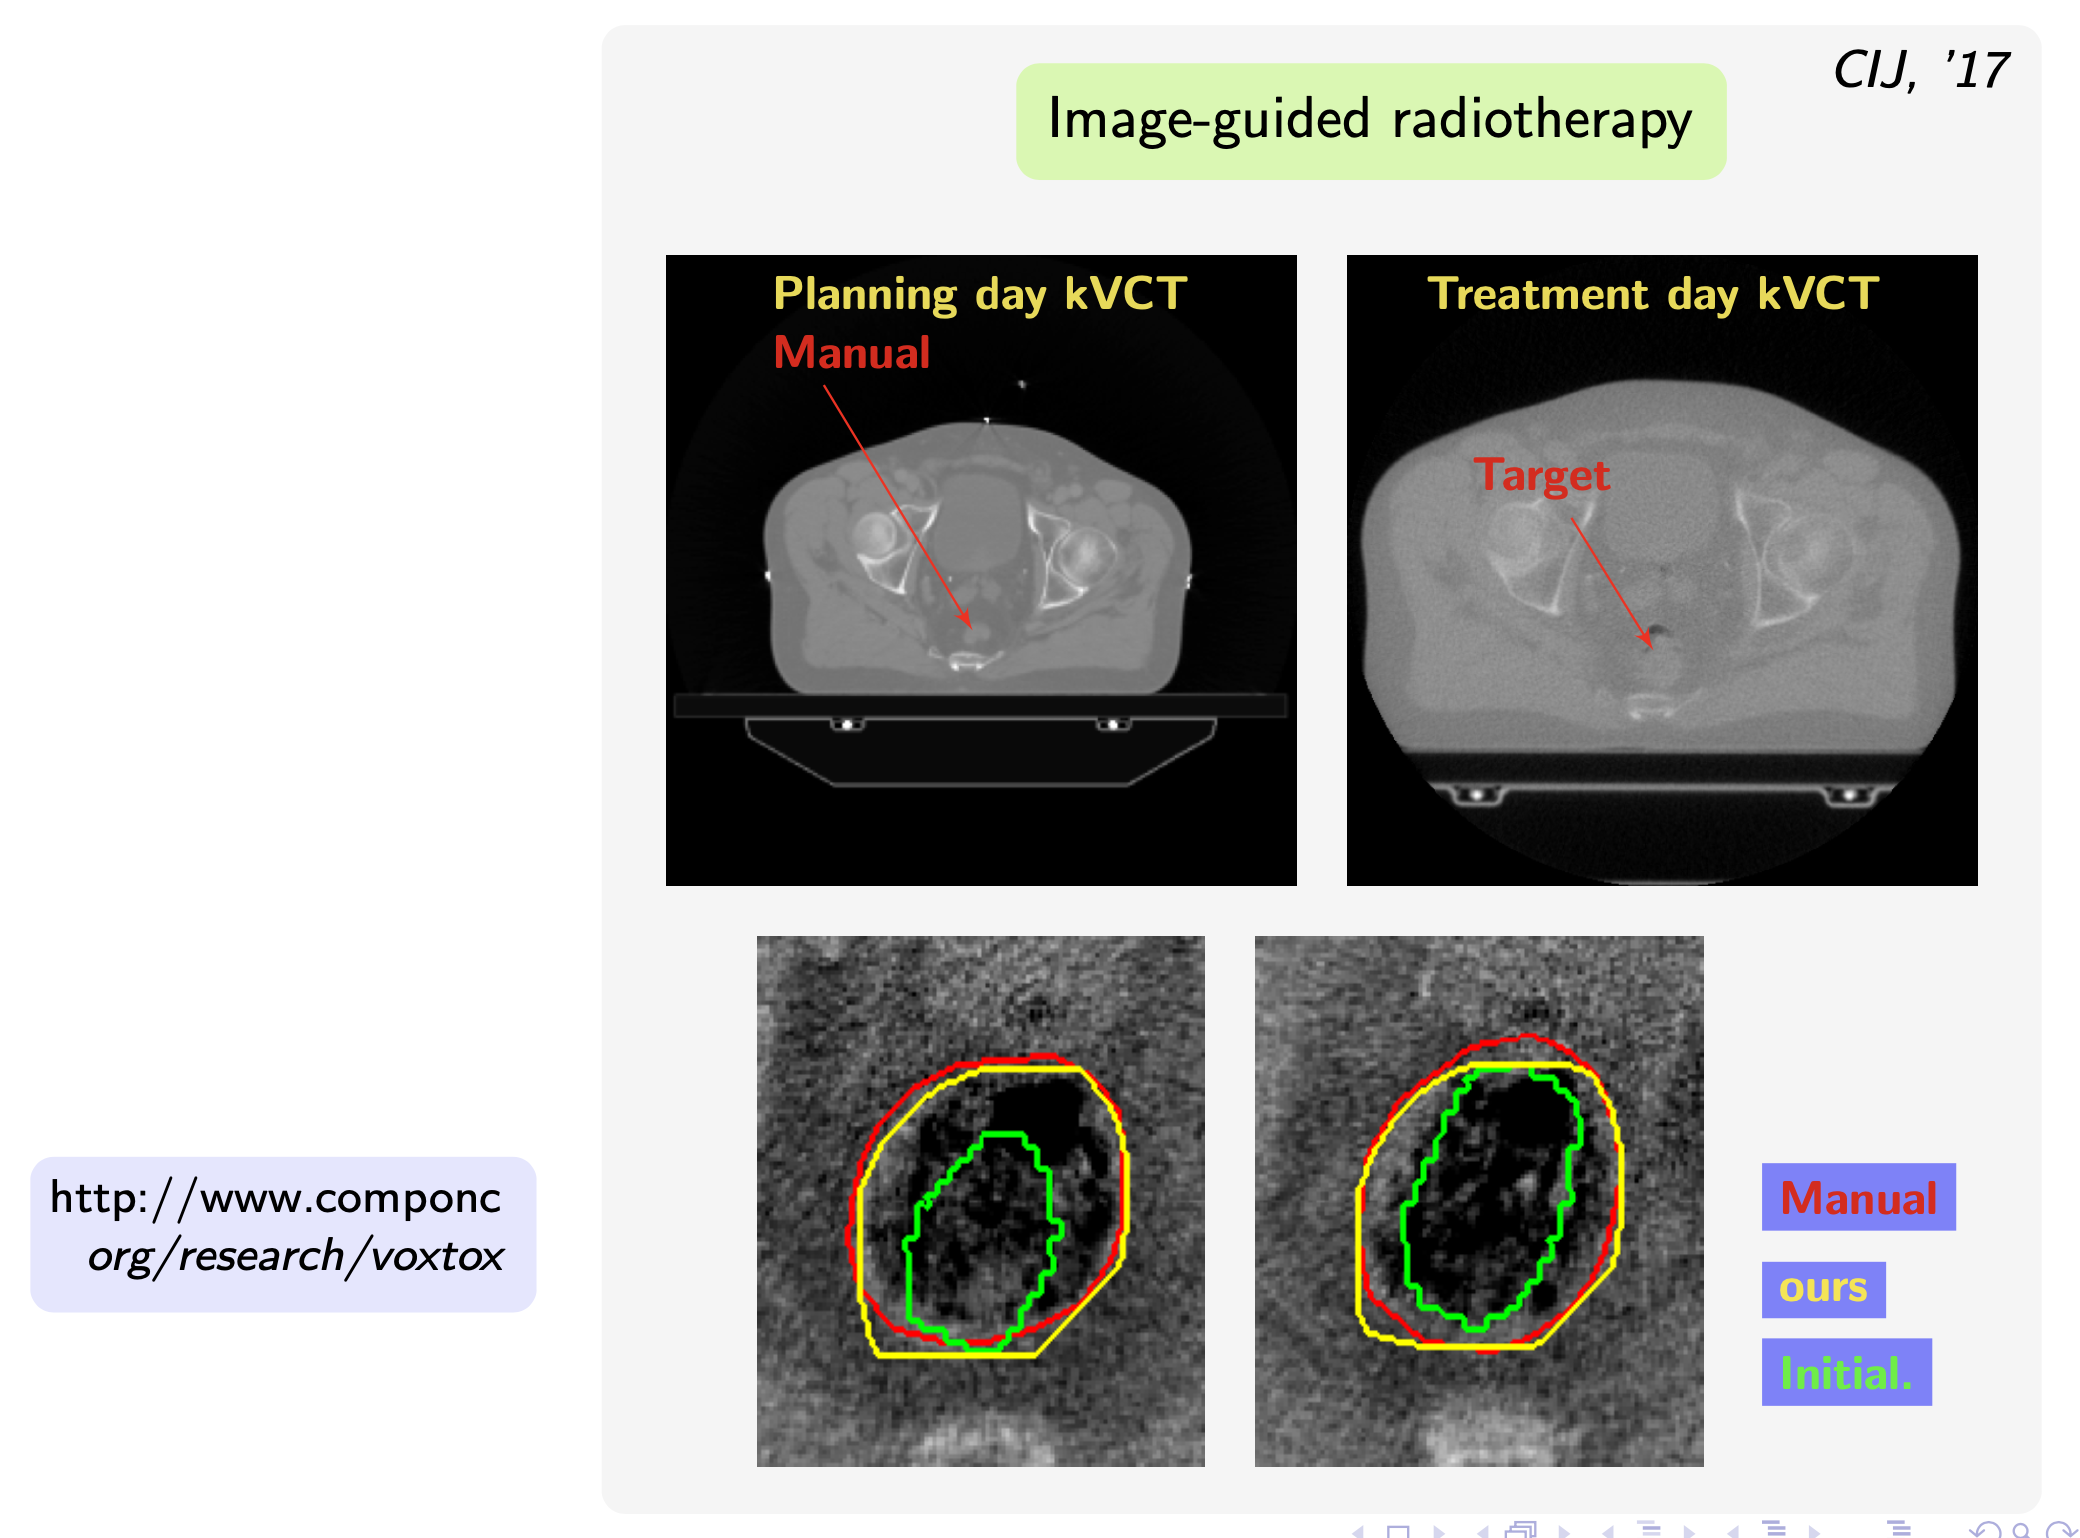 CIJ, '17
Image-guided radiotherapy
Planning day kVCT
Manual
Treatment day kVCT
Target
http://www.componc
org/research/voxtox
Manual
ours
Initial.